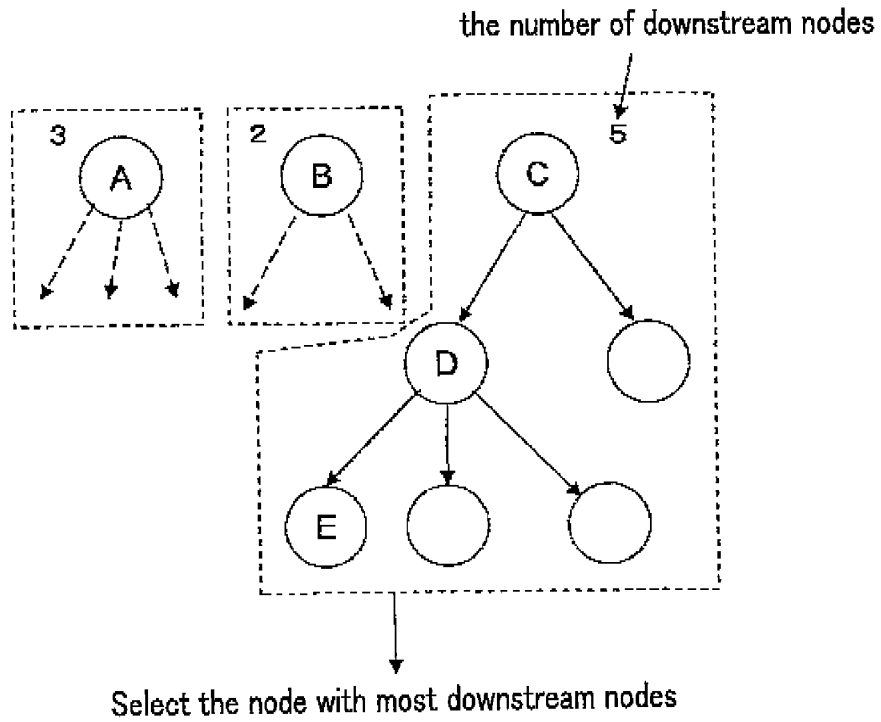 the number of downstream nodes
3
2
5
A
B
C
D
E
Select the node with most downstream nodes